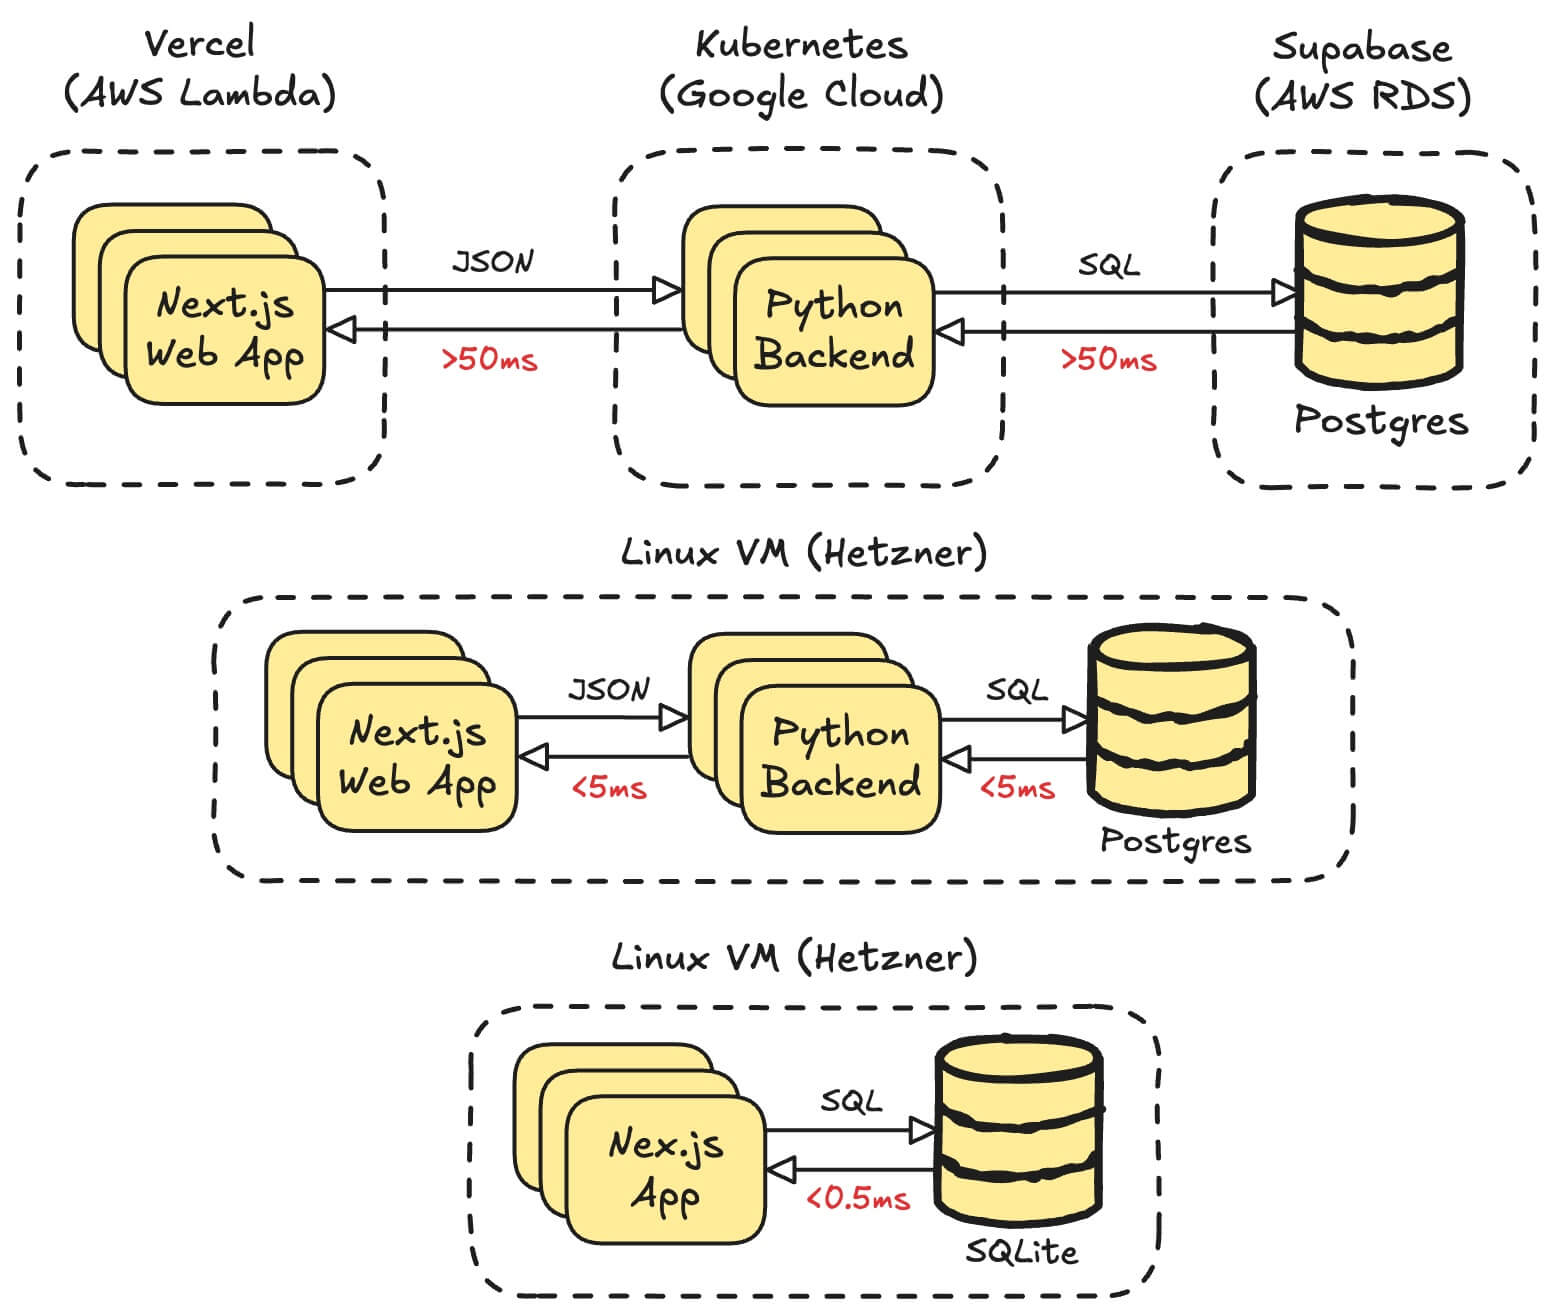 Vercel
(AWS Lambda)
Kubernetes
(Google Cloud)
Supabase
(AWS RDS)
JSON
SQL
Next.js
Web App
Python
Backend
>50ms
>50ms
Postgres
Linux VM (Hetzner)
JSON
SQL
Next.js
Web App
Python
Backend
<5ms
<5ms
Postgres
Linux VM (Hetzner)
SQL
Nex.js
App
<0.5ms
SQLite